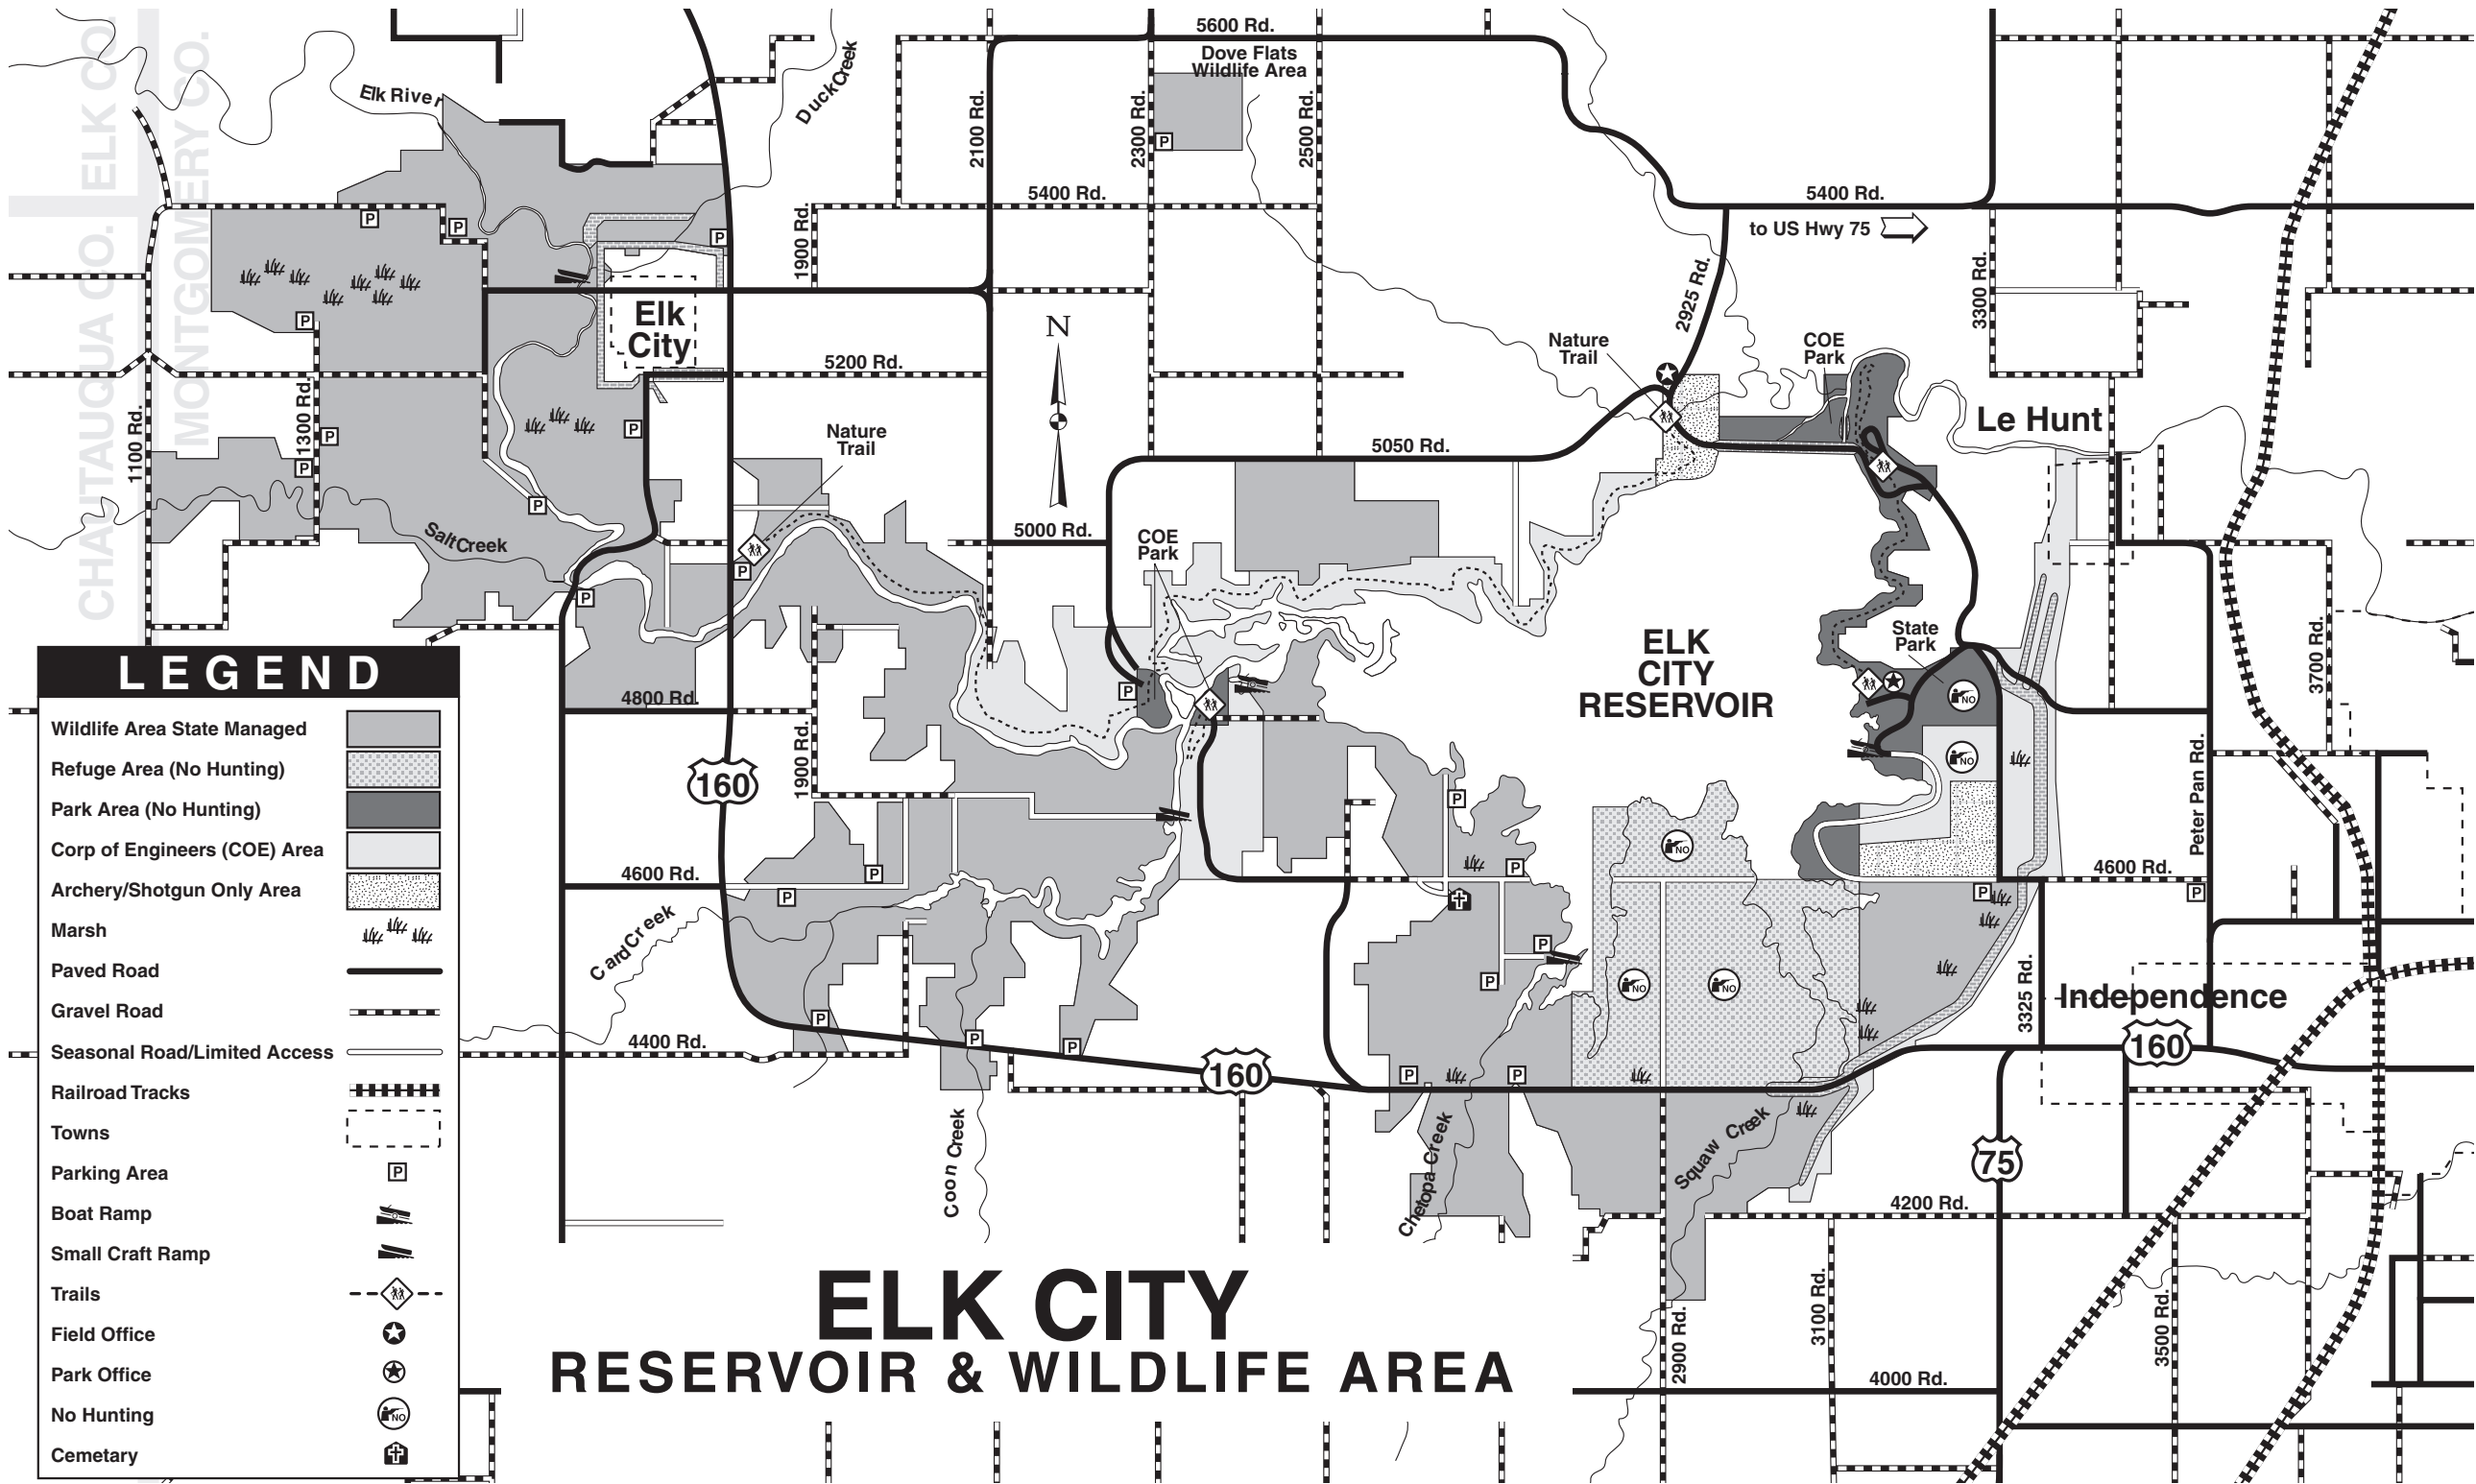 5600 Rd.
Dove Flats
Wildlife Area
ELK CO.
MONTGOMERY CO.
CHAUTAUQUA CO.
Elk River
Duck Creek
2100 Rd.
2300 Rd.
2500 Rd.
P
5400 Rd.
5400 Rd.
to US Hwy 75
1900 Rd.
P
P
P
2925 Rd.
3300 Rd.
Elk
City
N
P
Nature
Trail
COE
Park
5200 Rd.
1100 Rd.
1300 Rd.
P
P
P
Nature
Trail
Le Hunt
5050 Rd.
P
Salt Creek
5000 Rd.
COE
Park
P
P
ELK
CITY
RESERVOIR
State
Park
NO
3700 Rd.
4800 Rd.
P
LEGEND
Wildlife Area State Managed
Refuge Area (No Hunting)
Park Area (No Hunting)
Corp of Engineers (COE) Area
Archery/Shotgun Only Area
Marsh
Paved Road
Gravel Road
Seasonal Road/Limited Access
Railroad Tracks
Towns
Parking Area P
Boat Ramp
Small Craft Ramp
Trails
Field Office
Park Office
No Hunting NO
Cemetary
160
1900 Rd.
NO
Peter Pan Rd.
P
NO
4600 Rd.
P
P
P
4600 Rd.
P
P
Card Creek
P
P
NO
NO
3325 Rd.
Independence
P
P
P
4400 Rd.
160
160
P
P
Coon Creek
Chetopa Creek
Squaw Creek
75
4200 Rd.
ELK CITY
RESERVOIR & WILDLIFE AREA
2900 Rd.
3100 Rd.
3500 Rd.
4000 Rd.